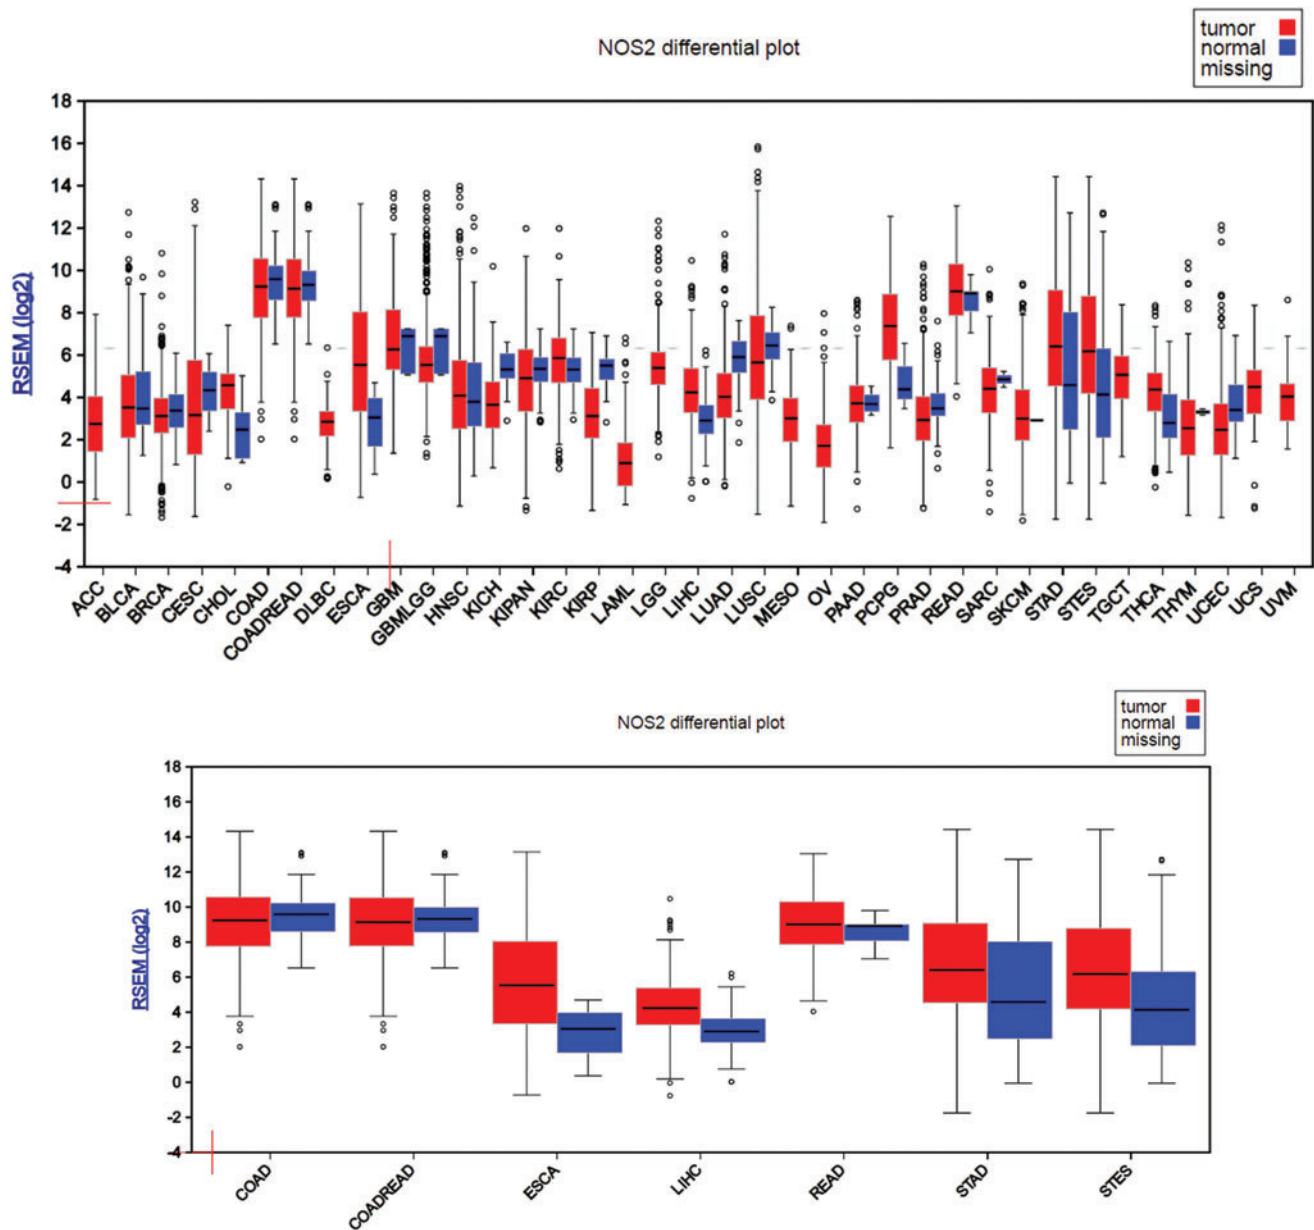 NOS2 differential plot
tumor
normal
missing
RSEM (log2)
18
16
14
12
10
8
6
4
2
0
-2
-4
ACC
BLCA
BRCA
CESC
CHOL
COAD
COADREAD
DLBC
ESCA
GBM
GBMLGG
HNSC
KICH
KIPAN
KIRC
KIRP
LAML
LGG
LIHC
LUAD
LUSC
MESO
OV
PAAD
PCPG
PRAD
READ
SARC
SKCM
STAD
STES
TGCT
THCA
THYM
UCEC
UCS
UVM
NOS2 differential plot
tumor
normal
missing
RSEM (log2)
18
16
14
12
10
8
6
4
2
0
-2
-4
COAD
COADREAD
ESCA
LIHC
READ
STAD
STES